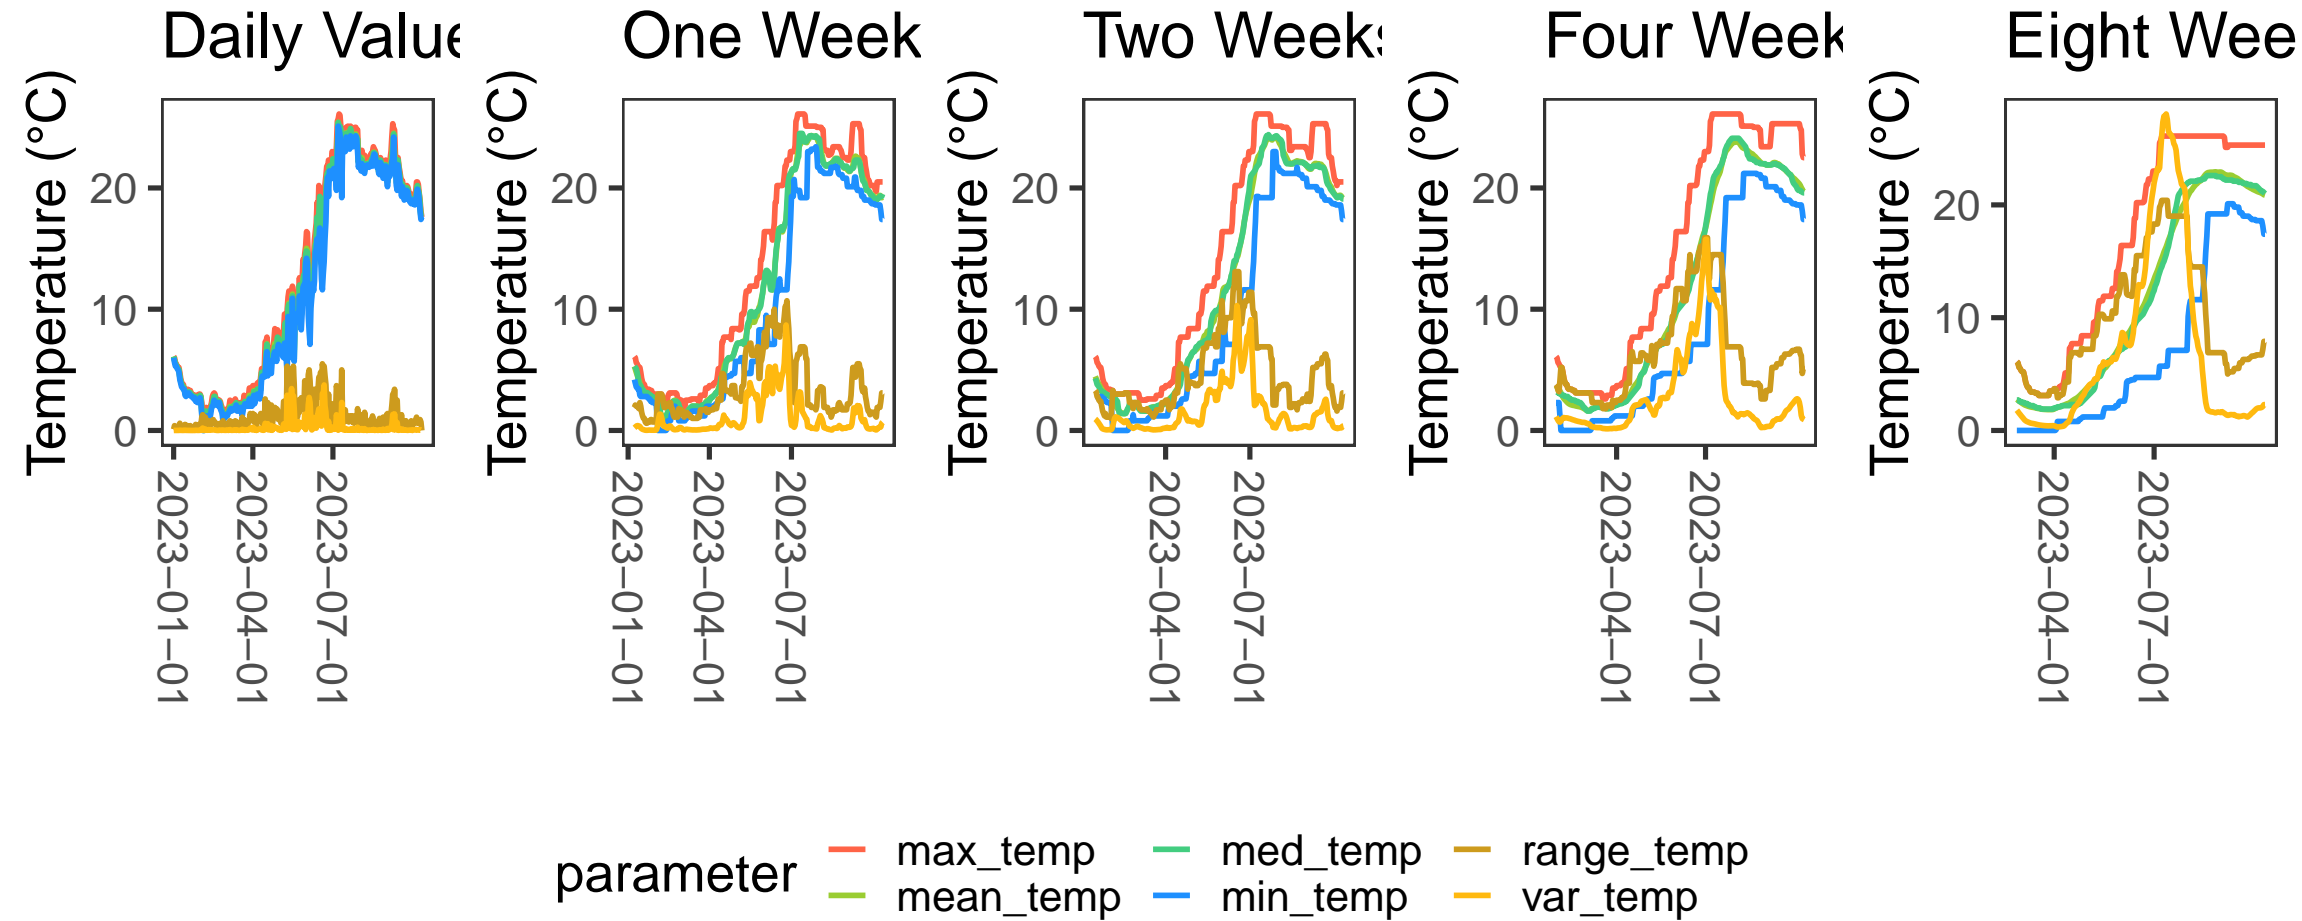 Daily Value
Temperature (°C)
20
10
0
2023−01−01
2023−04−01
2023−07−01
One Week
Temperature (°C)
20
10
0
2023−01−01
2023−04−01
2023−07−01
Two Weeks
Temperature (°C)
20
10
0
2023−04−01
2023−07−01
Four Week
Temperature (°C)
20
10
0
2023−04−01
2023−07−01
Eight Wee
Temperature (°C)
20
10
0
2023−04−01
2023−07−01
parameter
max_temp
mean_temp
med_temp
min_temp
range_temp
var_temp